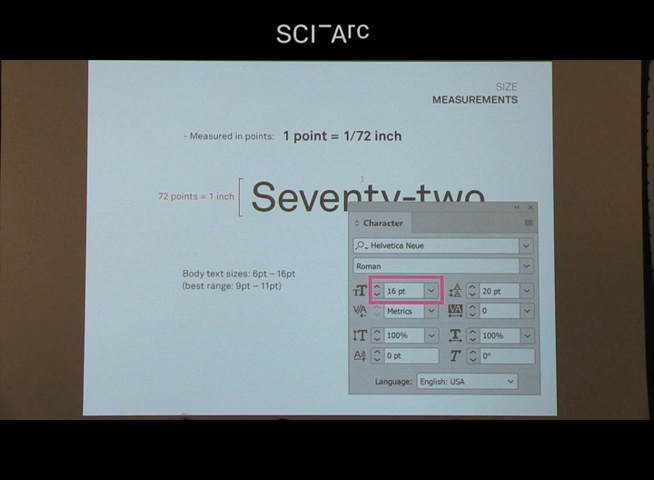 SCI-Arc
SIZE
MEASUREMENTS
- Measured in points: 1 point = 1/72 inch
72 points = 1 inch
Seventy-two
Body text sizes: 6pt – 16pt
(best range: 9pt – 11pt)
Character
Helvetica Neue
Roman
16 pt
20 pt
Metrics
0
100%
100%
0 pt
0°
Language: English: USA